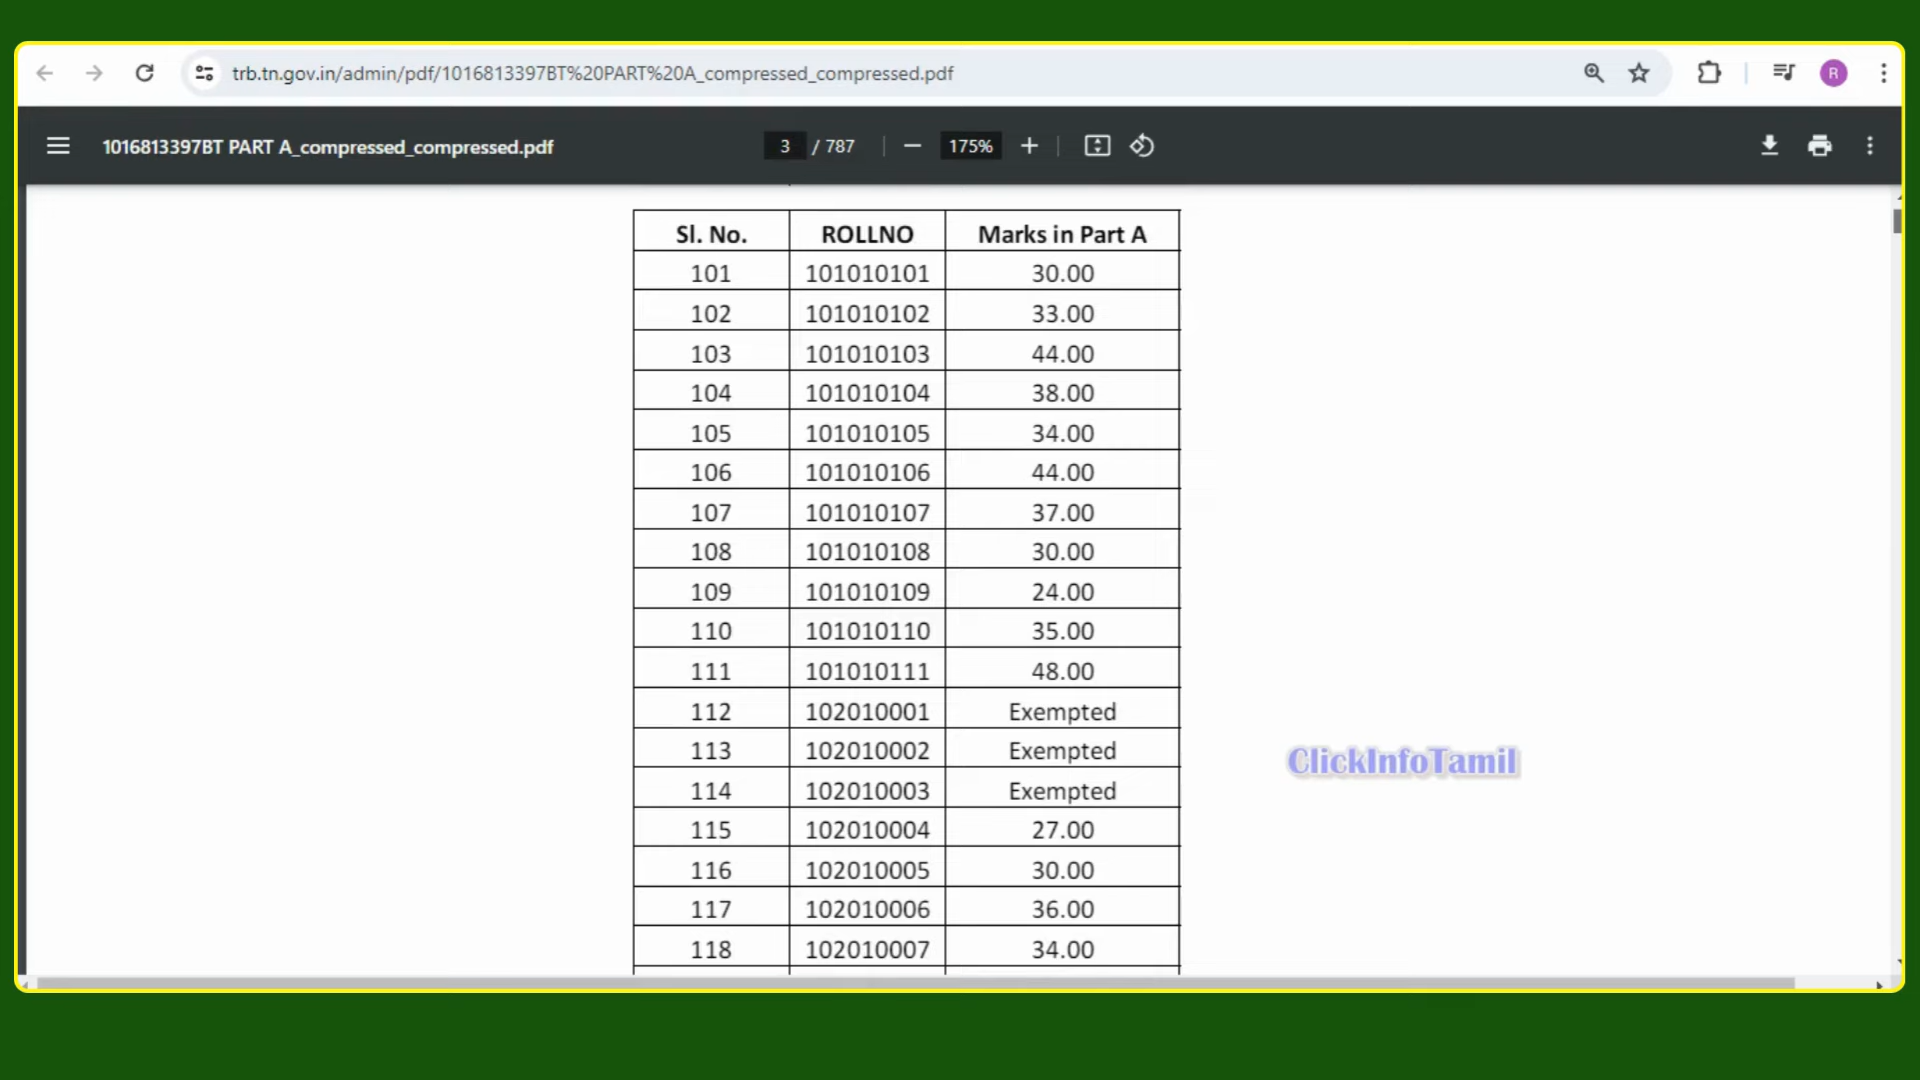 trb.tn.gov.in/admin/pdf/1016813397BT%20PART%20A_compressed_compressed.pdf
R
1016813397BT PART A_compressed_compressed.pdf
3 / 787
175%
Sl. No. ROLLNO Marks in Part A
101 101010101 30.00
102 101010102 33.00
103 101010103 44.00
104 101010104 38.00
105 101010105 34.00
106 101010106 44.00
107 101010107 37.00
108 101010108 30.00
109 101010109 24.00
110 101010110 35.00
111 101010111 48.00
112 102010001 Exempted
113 102010002 Exempted
114 102010003 Exempted
115 102010004 27.00
116 102010005 30.00
117 102010006 36.00
118 102010007 34.00
ClickInfoTamil